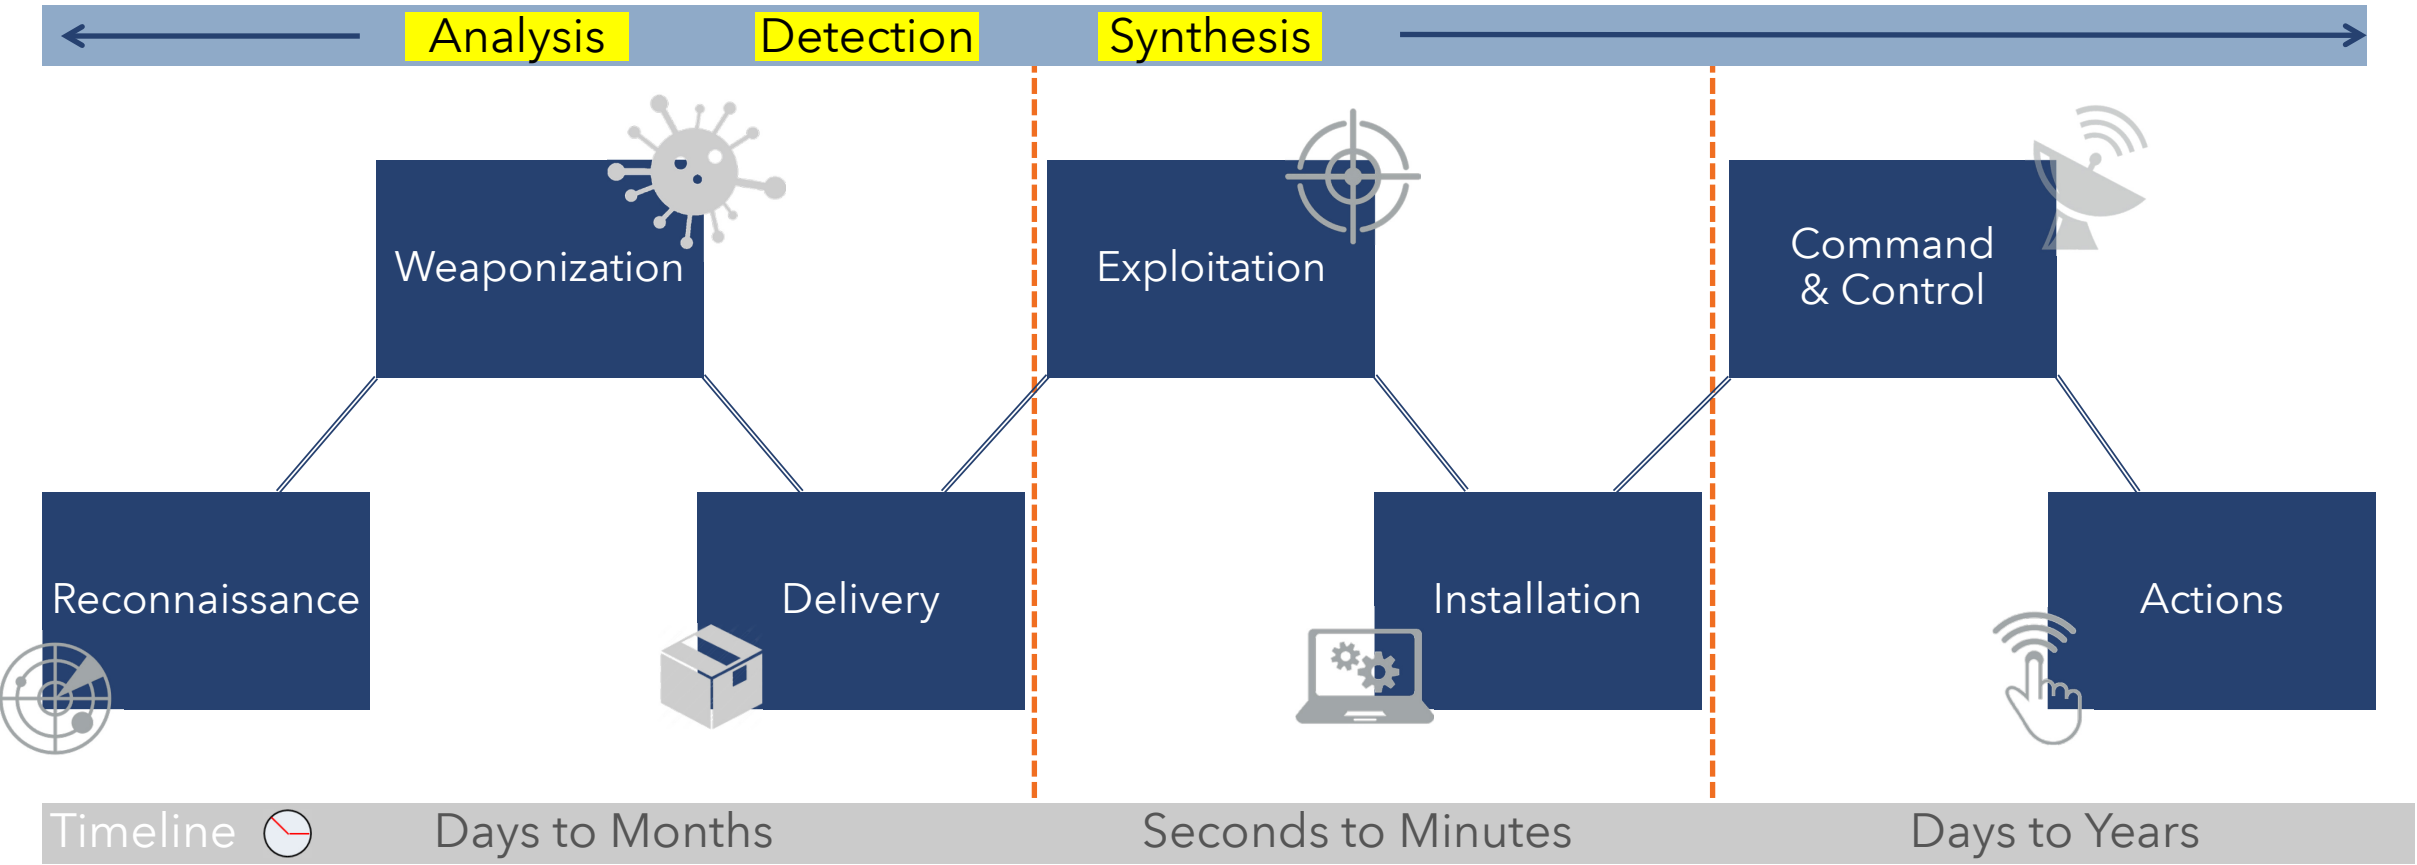 Analysis Detection Synthesis
Weaponization
Exploitation
Command
& Control
Reconnaissance
Delivery
Installation
Actions
Timeline Days to Months Seconds to Minutes Days to Years